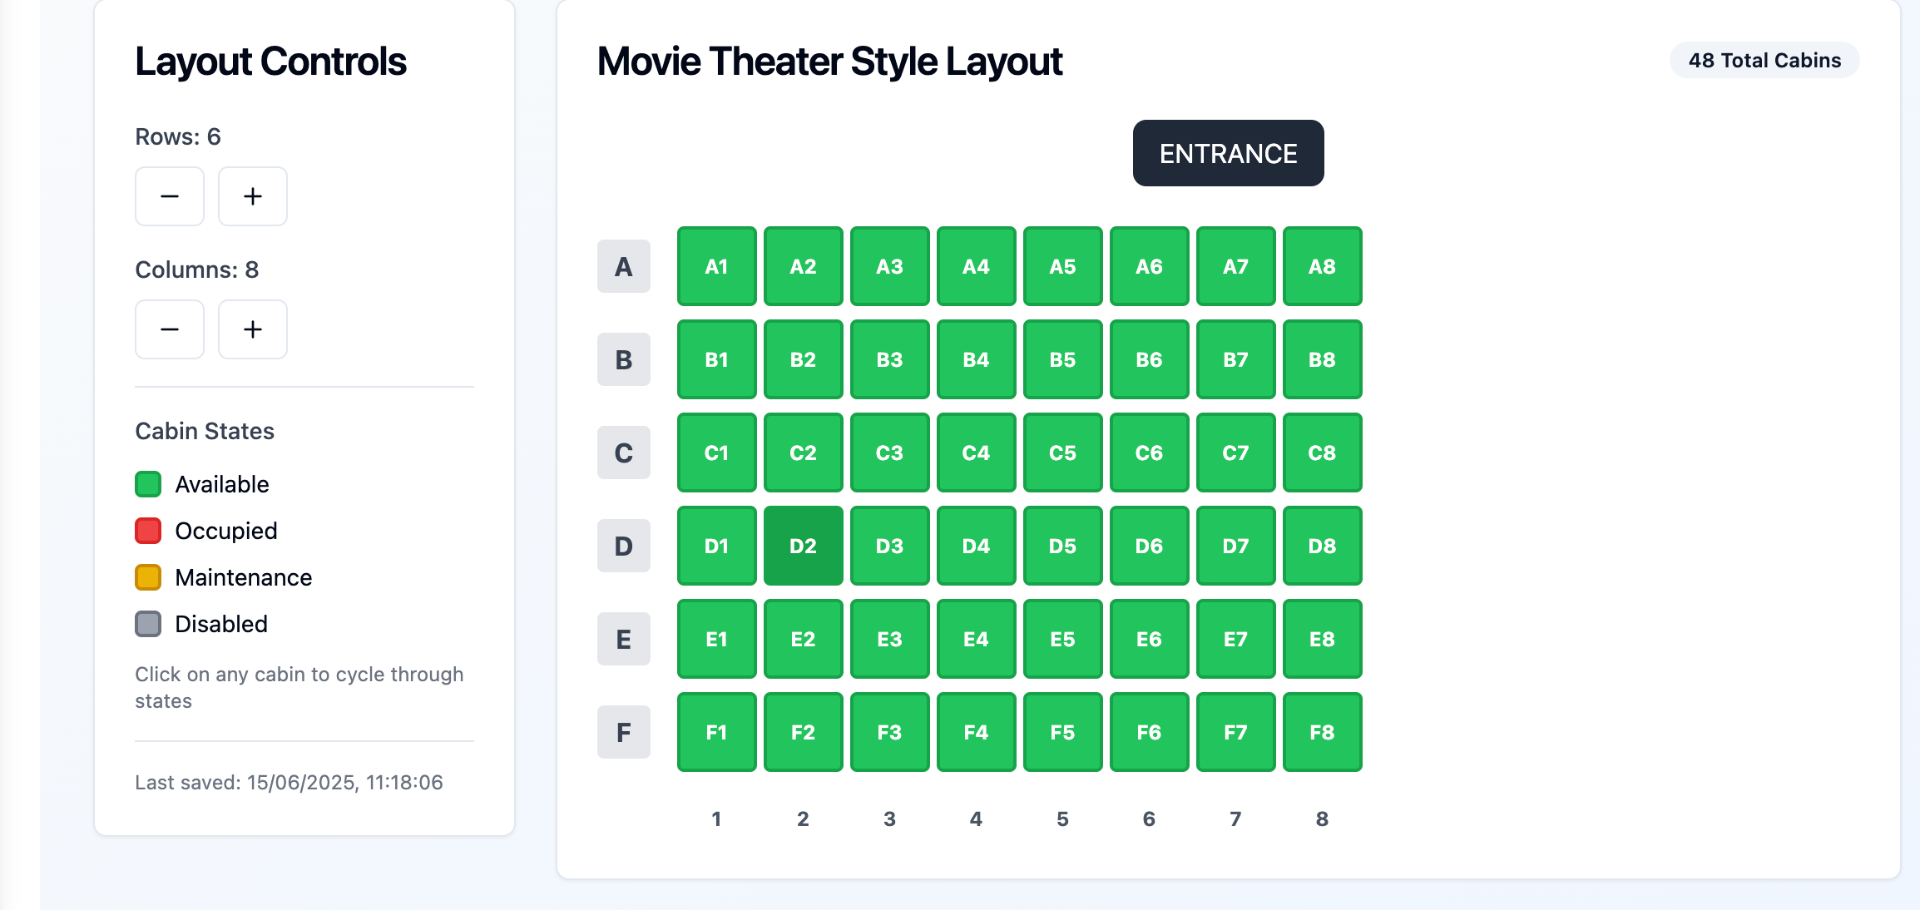 Layout Controls
Rows: 6
−
+
Columns: 8
−
+
Cabin States
Available
Occupied
Maintenance
Disabled
Click on any cabin to cycle through
states
Last saved: 15/06/2025, 11:18:06
Movie Theater Style Layout
48 Total Cabins
ENTRANCE
A A1 A2 A3 A4 A5 A6 A7 A8
B B1 B2 B3 B4 B5 B6 B7 B8
C C1 C2 C3 C4 C5 C6 C7 C8
D D1 D2 D3 D4 D5 D6 D7 D8
E E1 E2 E3 E4 E5 E6 E7 E8
F F1 F2 F3 F4 F5 F6 F7 F8
1 2 3 4 5 6 7 8